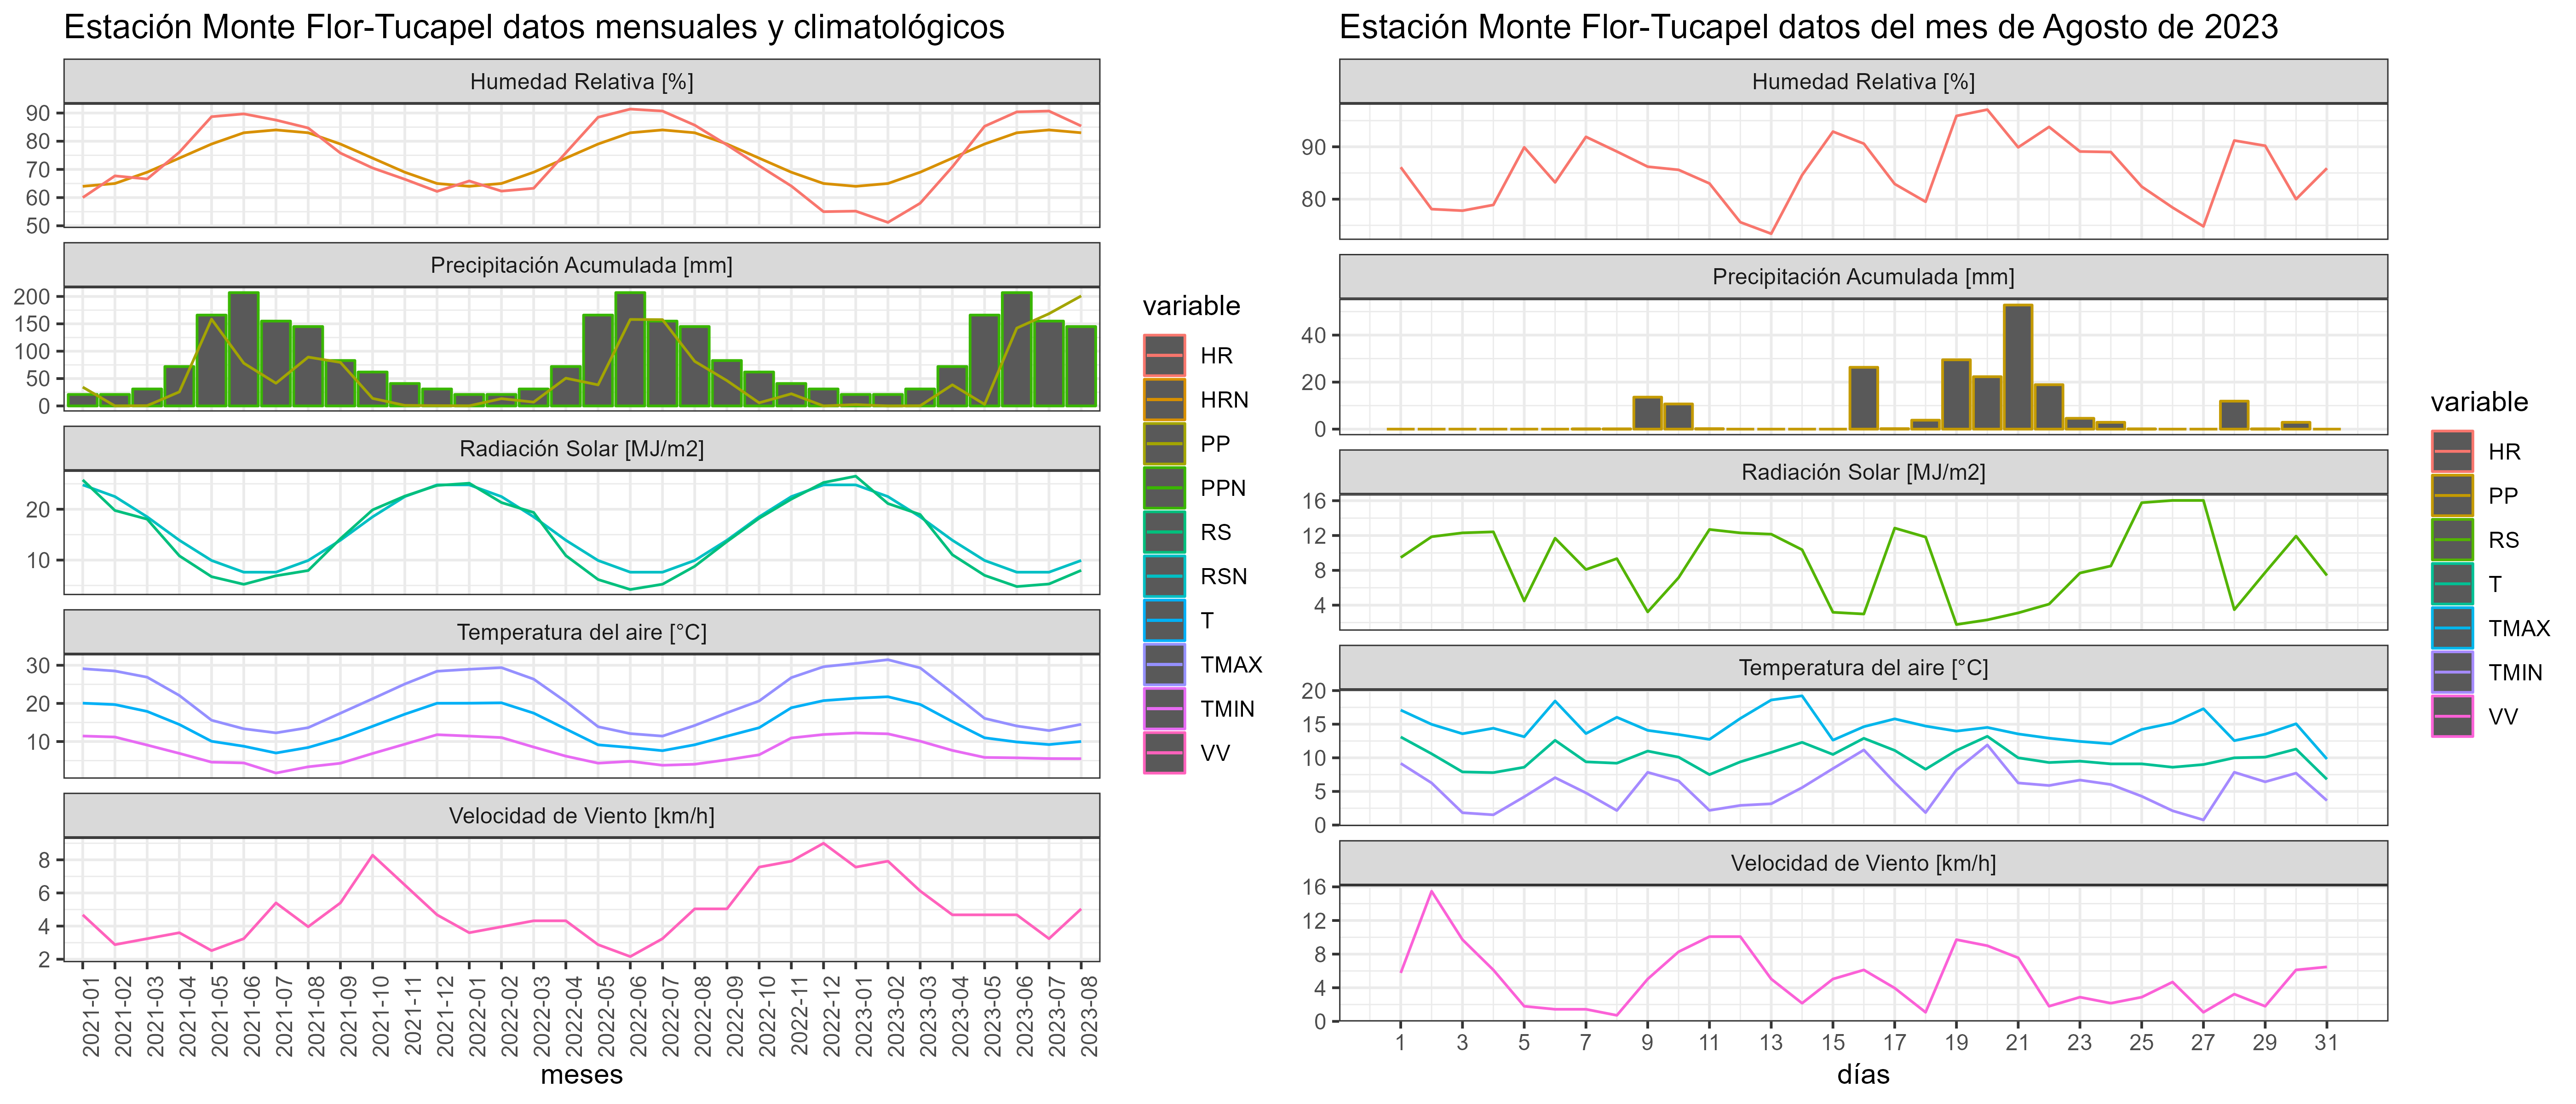 Estación Monte Flor-Tucapel datos mensuales y climatológicos
Humedad Relativa [%]
90
80
70
60
50
Precipitación Acumulada [mm]
200
150
100
50
0
Radiación Solar [MJ/m2]
20
10
Temperatura del aire [°C]
30
20
10
Velocidad de Viento [km/h]
8
6
4
2
2021-01
2021-02
2021-03
2021-04
2021-05
2021-06
2021-07
2021-08
2021-09
2021-10
2021-11
2021-12
2022-01
2022-02
2022-03
2022-04
2022-05
2022-06
2022-07
2022-08
2022-09
2022-10
2022-11
2022-12
2023-01
2023-02
2023-03
2023-04
2023-05
2023-06
2023-07
2023-08
meses
variable
HR
HRN
PP
PPN
RS
RSN
T
TMAX
TMIN
VV
Estación Monte Flor-Tucapel datos del mes de Agosto de 2023
Humedad Relativa [%]
90
80
Precipitación Acumulada [mm]
40
20
0
Radiación Solar [MJ/m2]
16
12
8
4
Temperatura del aire [°C]
20
15
10
5
0
Velocidad de Viento [km/h]
16
12
8
4
0
1 3 5 7 9 11 13 15 17 19 21 23 25 27 29 31
días
variable
HR
PP
RS
T
TMAX
TMIN
VV